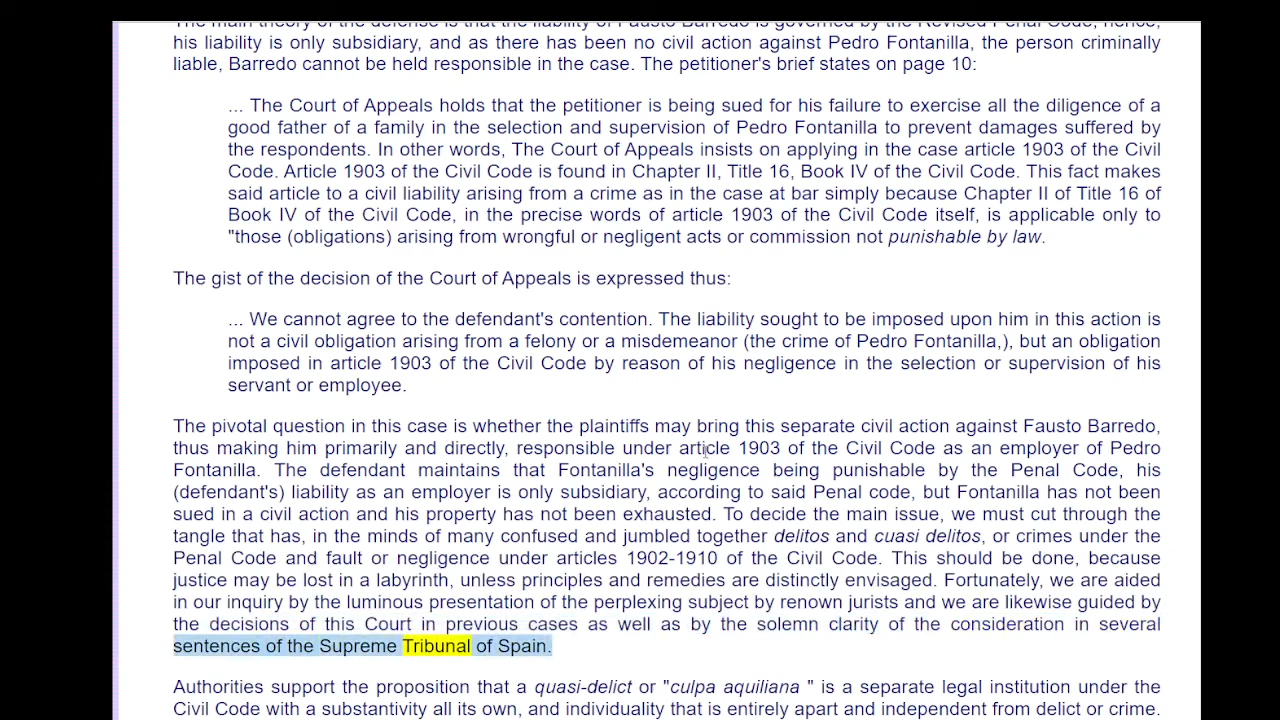 The main theory of the defense is that the liability of Fausto Barredo is governed by the Revised Penal Code; hence,
his liability is only subsidiary, and as there has been no civil action against Pedro Fontanilla, the person criminally
liable, Barredo cannot be held responsible in the case. The petitioner's brief states on page 10:
... The Court of Appeals holds that the petitioner is being sued for his failure to exercise all the diligence of a
good father of a family in the selection and supervision of Pedro Fontanilla to prevent damages suffered by
the respondents. In other words, The Court of Appeals insists on applying in the case article 1903 of the Civil
Code. Article 1903 of the Civil Code is found in Chapter II, Title 16, Book IV of the Civil Code. This fact makes
said article to a civil liability arising from a crime as in the case at bar simply because Chapter II of Title 16 of
Book IV of the Civil Code, in the precise words of article 1903 of the Civil Code itself, is applicable only to
"those (obligations) arising from wrongful or negligent acts or commission not punishable by law.
The gist of the decision of the Court of Appeals is expressed thus:
... We cannot agree to the defendant's contention. The liability sought to be imposed upon him in this action is
not a civil obligation arising from a felony or a misdemeanor (the crime of Pedro Fontanilla,), but an obligation
imposed in article 1903 of the Civil Code by reason of his negligence in the selection or supervision of his
servant or employee.
The pivotal question in this case is whether the plaintiffs may bring this separate civil action against Fausto Barredo,
thus making him primarily and directly, responsible under article 1903 of the Civil Code as an employer of Pedro
Fontanilla. The defendant maintains that Fontanilla's negligence being punishable by the Penal Code, his
(defendant's) liability as an employer is only subsidiary, according to said Penal code, but Fontanilla has not been
sued in a civil action and his property has not been exhausted. To decide the main issue, we must cut through the
tangle that has, in the minds of many confused and jumbled together delitos and cuasi delitos, or crimes under the
Penal Code and fault or negligence under articles 1902-1910 of the Civil Code. This should be done, because
justice may be lost in a labyrinth, unless principles and remedies are distinctly envisaged. Fortunately, we are aided
in our inquiry by the luminous presentation of the perplexing subject by renown jurists and we are likewise guided by
the decisions of this Court in previous cases as well as by the solemn clarity of the consideration in several
sentences of the Supreme Tribunal of Spain.
Authorities support the proposition that a quasi-delict or "culpa aquiliana " is a separate legal institution under the
Civil Code with a substantivity all its own, and individuality that is entirely apart and independent from delict or crime.